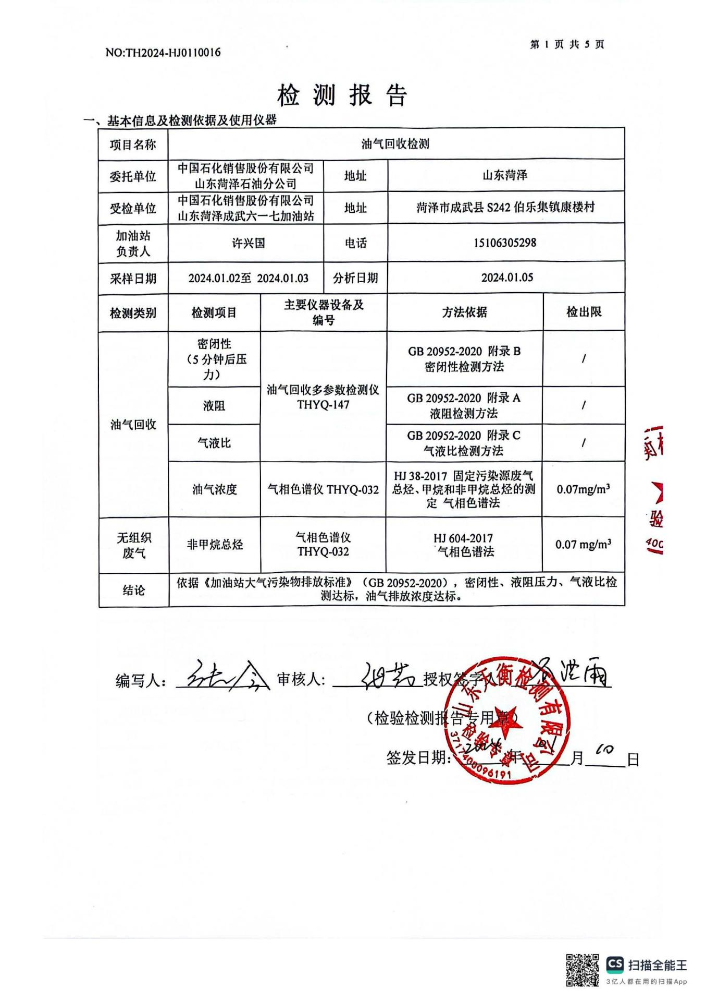 NO:TH2024-HJ0110016
第 1 页 共 5 页
检 测 报 告
一、基本信息及检测依据及使用仪器
项目名称
油气回收检测
委托单位
中国石化销售股份有限公司
山东菏泽石油分公司
地址
山东菏泽
受检单位
中国石化销售股份有限公司
山东菏泽成武六一七加油站
地址
菏泽市成武县 S242 伯乐集镇康楼村
加油站
负责人
许兴国
电话
15106305298
采样日期
2024.01.02至 2024.01.03
分析日期
2024.01.05
检测类别
检测项目
主要仪器设备及
编号
方法依据
检出限
油气回收
密闭性
（5 分钟后压
力）
油气回收多参数检测仪
THYQ-147
GB 20952-2020 附录 B
密闭性检测方法
/
液阻
GB 20952-2020 附录 A
液阻检测方法
/
气液比
GB 20952-2020 附录 C
气液比检测方法
/
油气浓度
气相色谱仪 THYQ-032
HJ 38-2017 固定污染源废气
总烃、甲烷和非甲烷总烃的测
定 气相色谱法
0.07mg/m³
无组织
废气
非甲烷总烃
气相色谱仪
THYQ-032
HJ 604-2017
气相色谱法
0.07 mg/m³
结论
依据《加油站大气污染物排放标准》（GB 20952-2020），密闭性、液阻压力、气液比检
测达标，油气排放浓度达标。
编写人：
审核人:
授权签字人
（检验检测报告专用章）
签发日期: 2024 年 01 月 10 日
山东天衡检测有限公司
检验专用章
3717400096191
验
400
CS 扫描全能王
3亿人都在用的扫描App